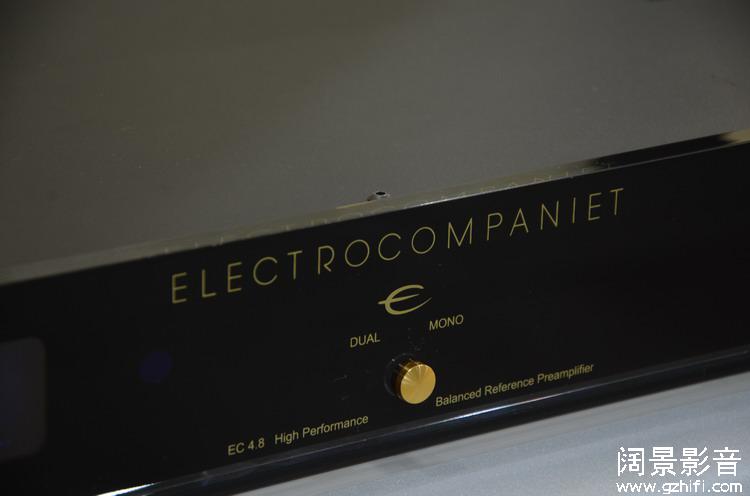 ELECTROCOMPANIET
DUAL MONO
EC 4.8 High Performance Balanced Reference Preamplifier
阔景影音
www.gzhifi.com